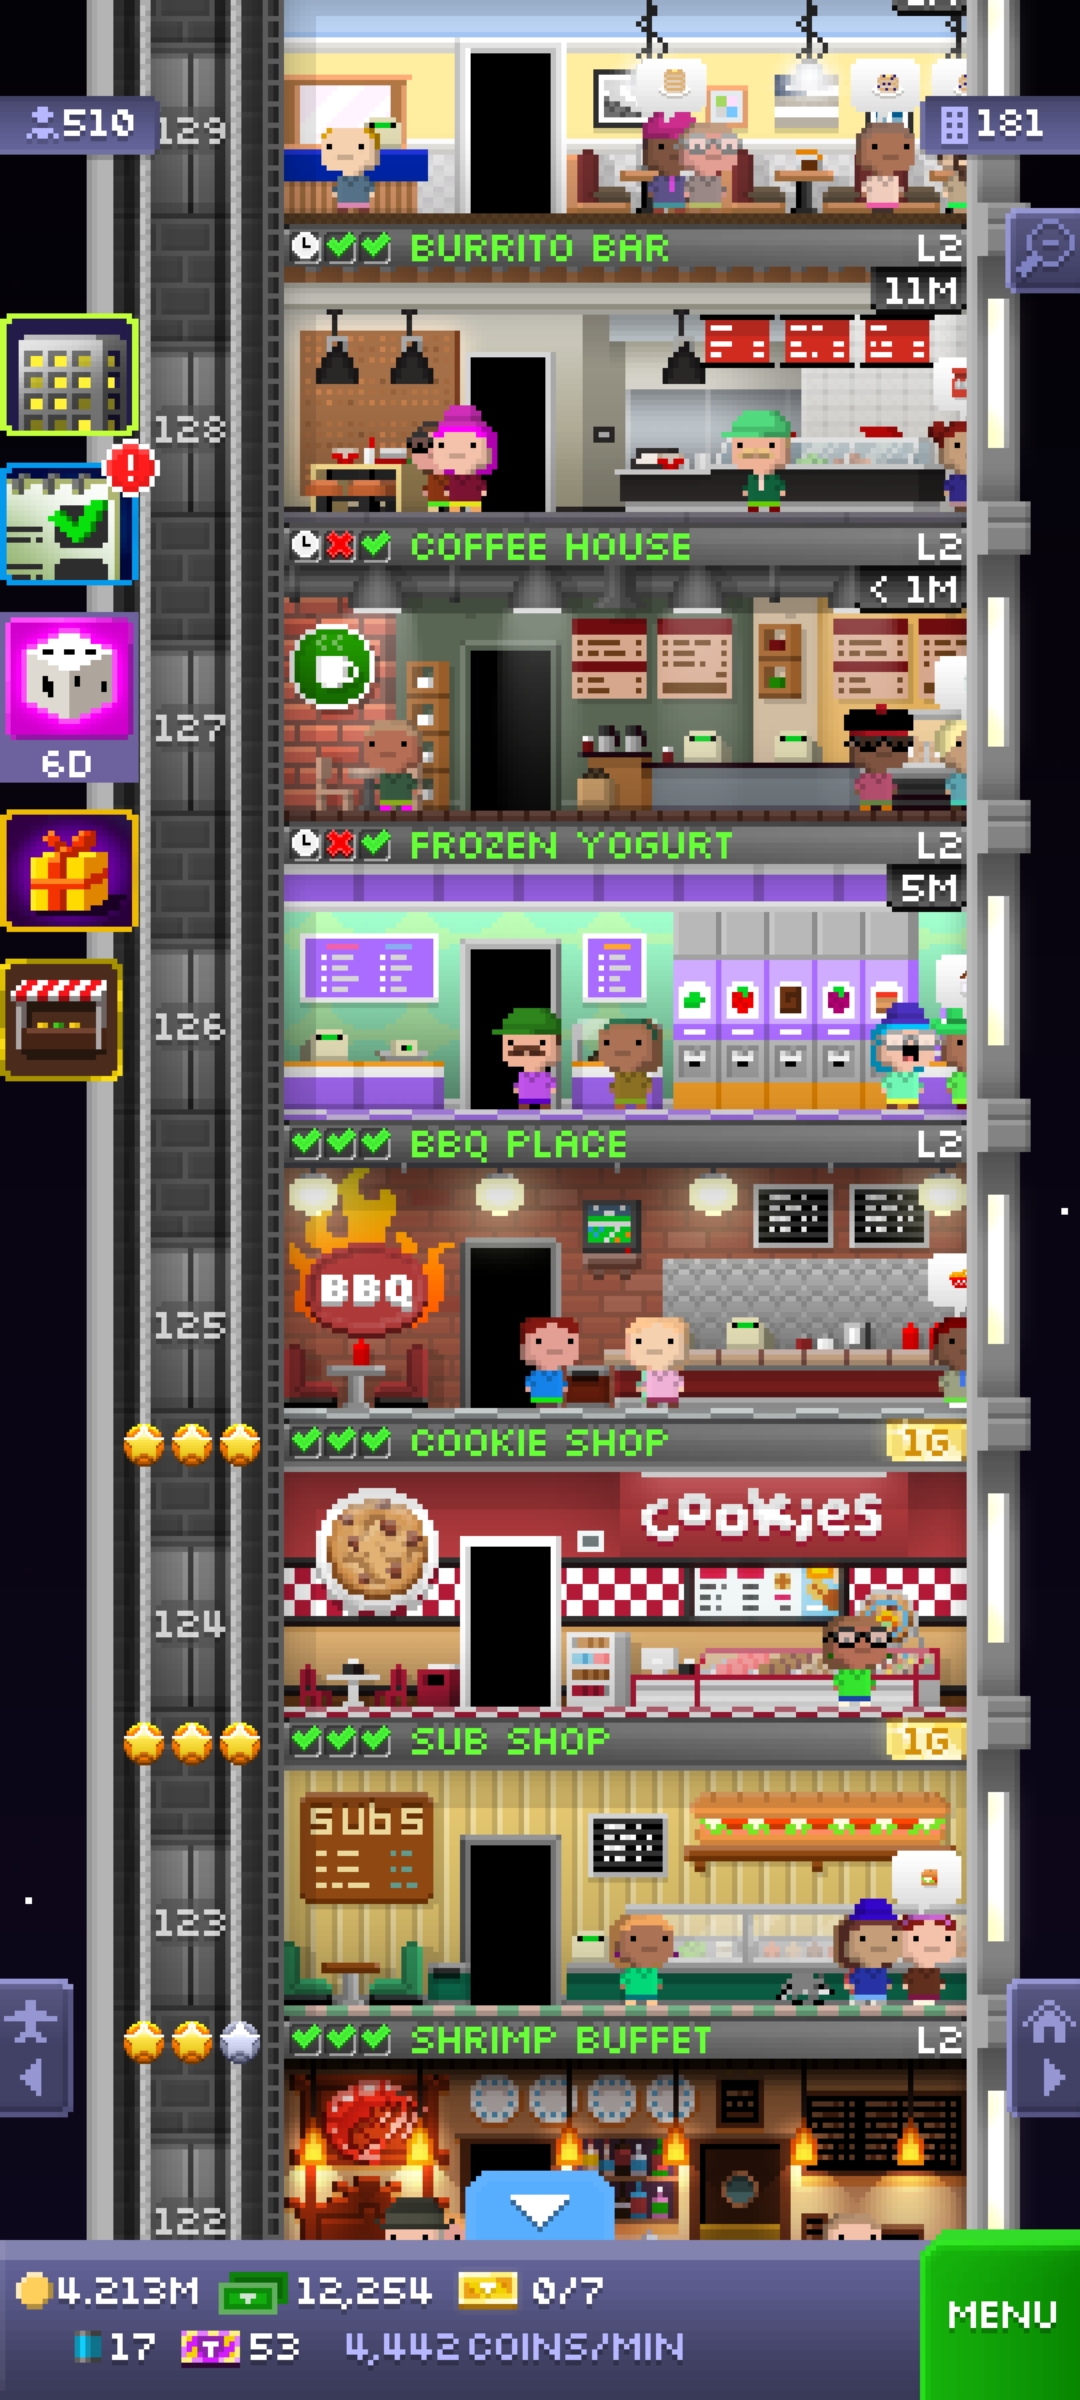 510
181
129
BURRITO BAR L2
11M
128
COFFEE HOUSE L2
< 1M
127
6D
FROZEN YOGURT L2
5M
126
BBQ PLACE L2
BBQ
125
COOKIE SHOP 1G
cookies
124
SUB SHOP 1G
subs
123
SHRIMP BUFFET L2
122
4.213M 12,254 0/7
17 T 53 4,442 COINS/MIN
MENU